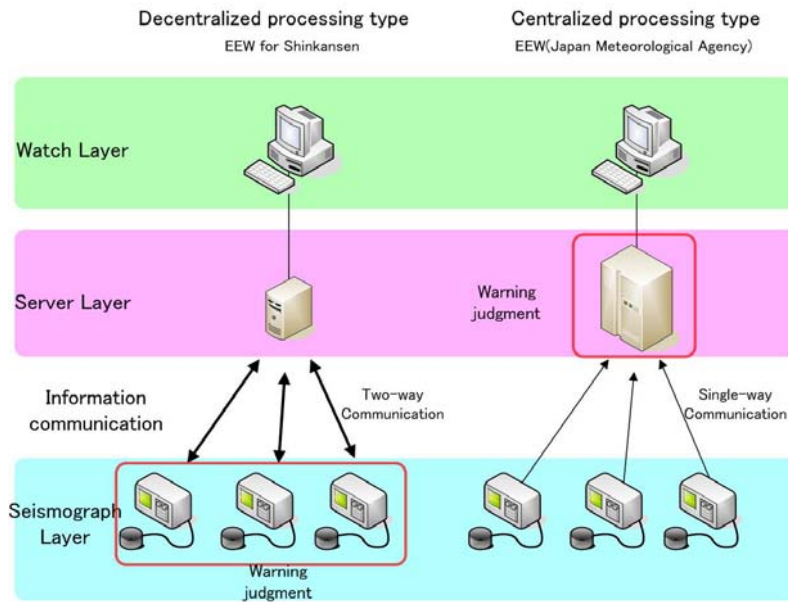 Decentralized processing type
EEW for Shinkansen
Centralized processing type
EEW(Japan Meteorological Agency)
Watch Layer
Server Layer
Warning
judgment
Information
communication
Two-way
Communication
Single-way
Communication
Seismograph
Layer
Warning
judgment